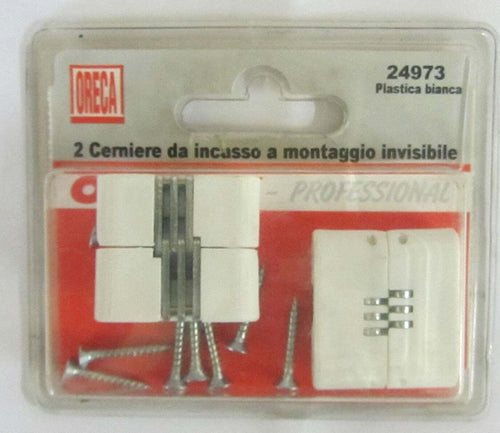 ORECA
24973
Plastica bianca
2 Cerniere da incasso a montaggio invisibile
- PROFESSIONAL